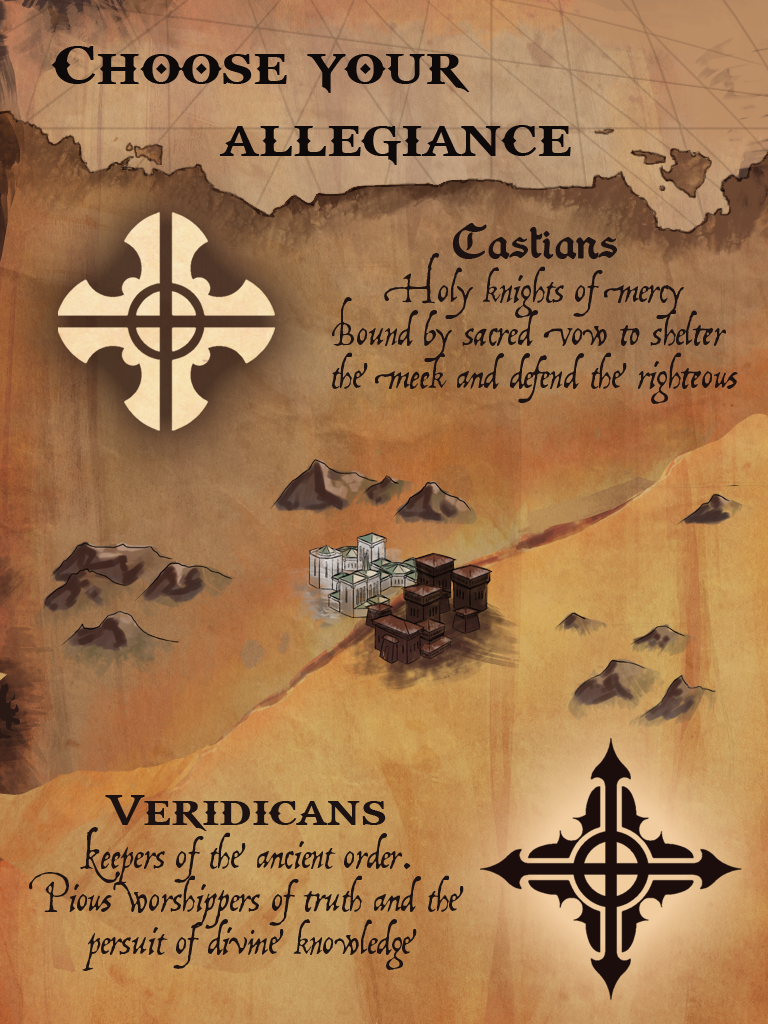 Choose your
allegiance
Castians
Holy knights of mercy
Bound by sacred vow to shelter
the meek and defend the righteous
Veridicans
keepers of the ancient order.
Pious worshippers of truth and the
persuit of divine knowledge